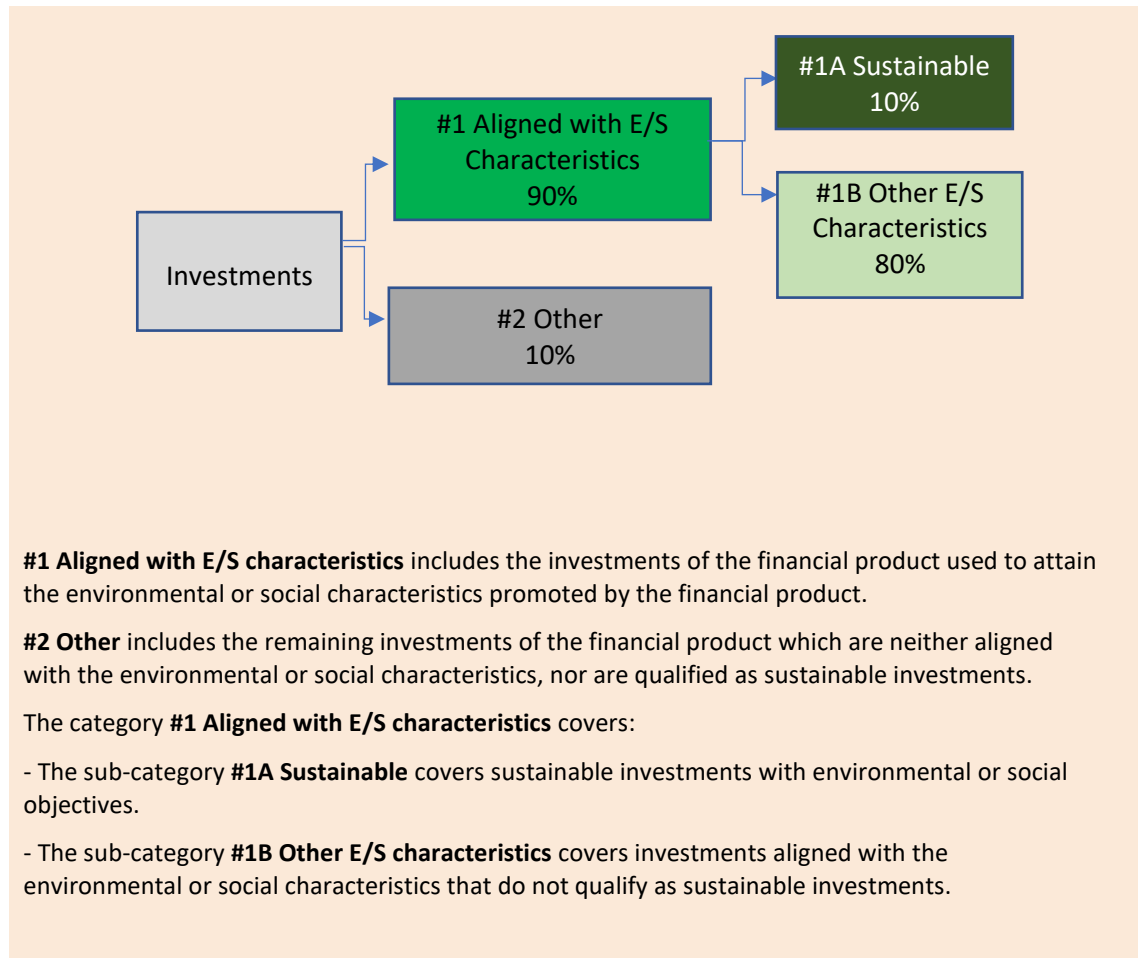 #1A Sustainable
10%
#1 Aligned with E/S
Characteristics
90%
#1B Other E/S
Characteristics
80%
Investments
#2 Other
10%
#1 Aligned with E/S characteristics includes the investments of the financial product used to attain
the environmental or social characteristics promoted by the financial product.
#2 Other includes the remaining investments of the financial product which are neither aligned
with the environmental or social characteristics, nor are qualified as sustainable investments.
The category #1 Aligned with E/S characteristics covers:
- The sub-category #1A Sustainable covers sustainable investments with environmental or social
objectives.
- The sub-category #1B Other E/S characteristics covers investments aligned with the
environmental or social characteristics that do not qualify as sustainable investments.